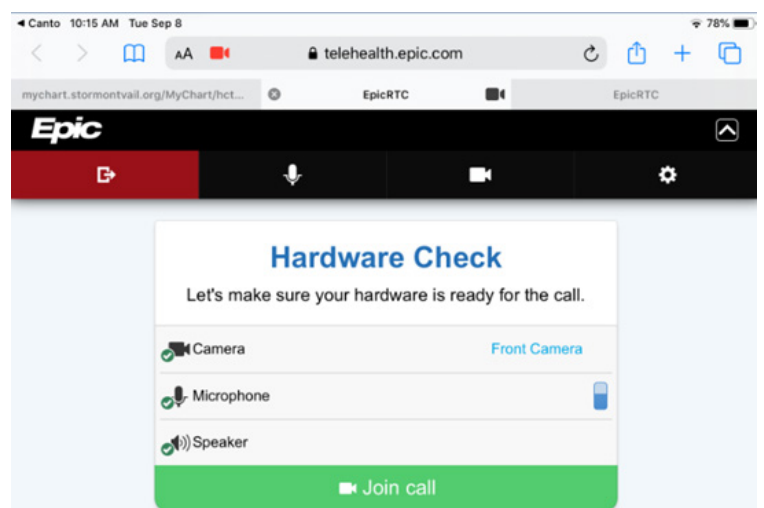 Canto 10:15 AM Tue Sep 8 78%
AA telehealth.epic.com
mychart.stormontvail.org/MyChart/hct... EpicRTC EpicRTC
Epic
Hardware Check
Let's make sure your hardware is ready for the call.
Camera Front Camera
Microphone
Speaker
Join call